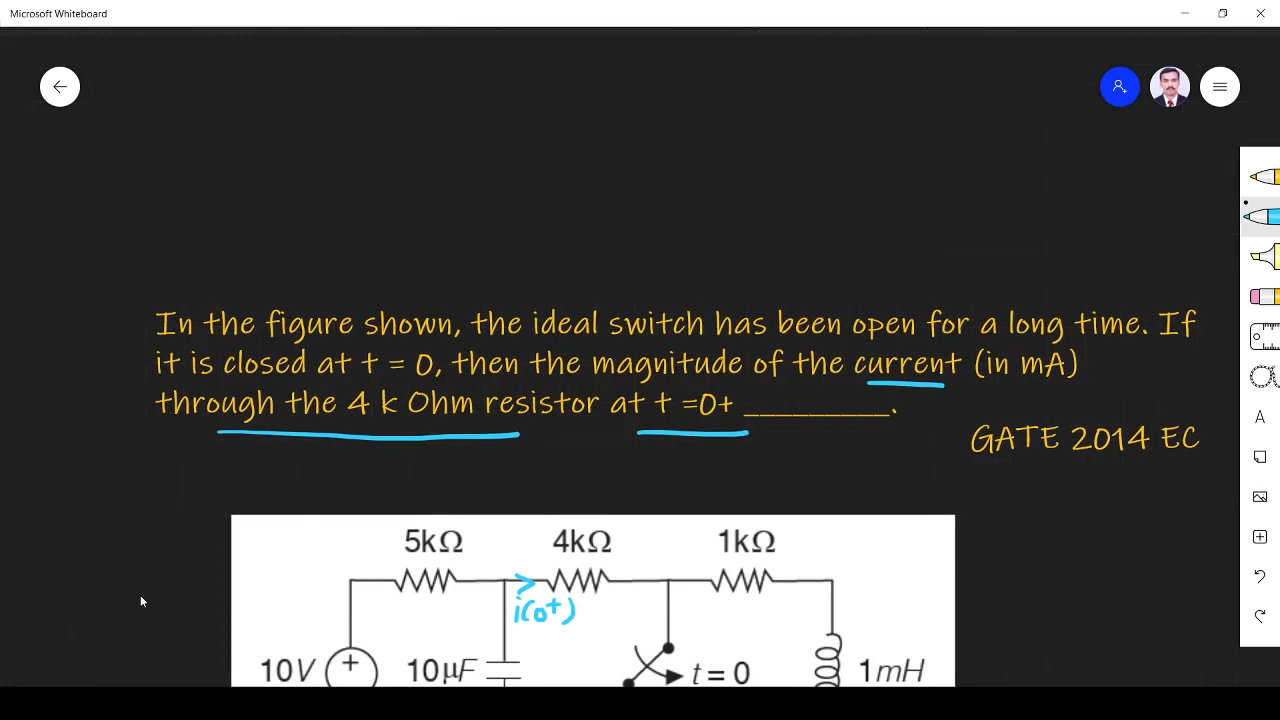 Microsoft Whiteboard
In the figure shown, the ideal switch has been open for a long time. If
it is closed at t = 0, then the magnitude of the current (in mA)
through the 4 k Ohm resistor at t =0+ _________.
GATE 2014 EC
5kΩ 4kΩ 1kΩ
i(0+)
10V + 10μF t = 0 1mH
A